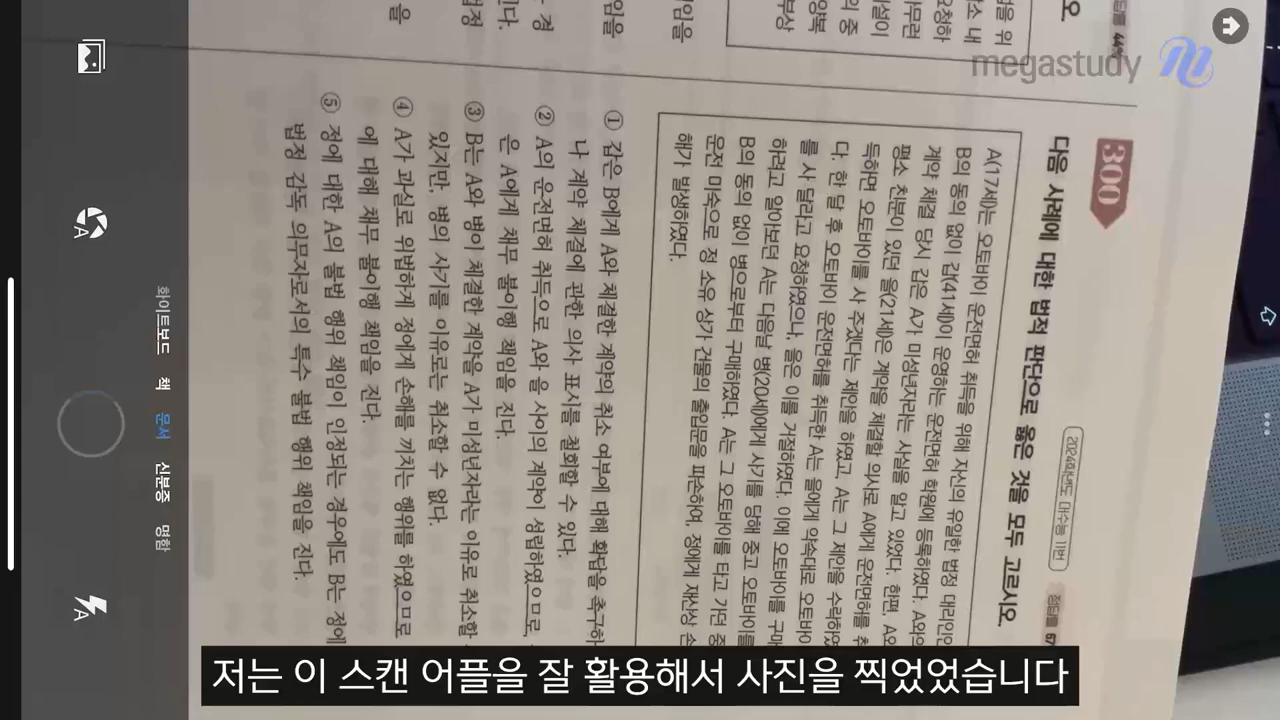 megastudy
정답률 44%
300
다음 사례에 대한 법적 판단으로 옳은 것을 모두 고르시오.
2024학년도 대수능 11번
정답률 67
A(17세)는 오토바이 운전면허 취득을 위해 자신의 유일한 법정 대리인인
B의 동의 없이 갑(41세)이 운영하는 운전면허 학원에 등록하였다. A와의
계약 체결 당시 갑은 A가 미성년자라는 사실을 알고 있었다. 한편, A와
평소 친분이 있던 을(21세)은 계약을 체결할 의사로 A에게 운전면허를 취
득하면 오토바이를 사 주겠다는 제안을 하였고, A는 그 제안을 수락하였
다. 한 달 후 오토바이 운전면허를 취득한 A는 을에게 약속대로 오토바이
를 사 달라고 요청하였으나, 을은 이를 거절하였다. 이에 오토바이를 구매
하려고 알아보던 A는 다음날 병(20세)에게 사기를 당해 중고 오토바이를
B의 동의 없이 병으로부터 구매하였다. A는 그 오토바이를 타고 가던 중
운전 미숙으로 정 소유 상가 건물의 출입문을 파손하여, 정에게 재산상 손
해가 발생하였다.
① 갑은 B에게 A와 체결한 계약의 취소 여부에 대해 확답을 촉구하
나 계약 체결에 관한 의사 표시를 철회할 수 있다.
② A의 운전면허 취득으로 A와 을 사이의 계약이 성립하였으므로,
은 A에게 채무 불이행 책임을 진다.
③ B는 A와 병이 체결한 계약을 A가 미성년자라는 이유로 취소할
있지만, 병의 사기를 이유로는 취소할 수 없다.
④ A가 과실로 위법하게 정에게 손해를 끼치는 행위를 하였으므로
에 대해 채무 불이행 책임을 진다.
⑤ 정에 대한 A의 불법 행위 책임이 인정되는 경우에도 B는 정에
법정 감독 의무자로서의 특수 불법 행위 책임을 진다.
화이트보드 책 문서 신분증 명함
저는 이 스캔 어플을 잘 활용해서 사진을 찍었었습니다